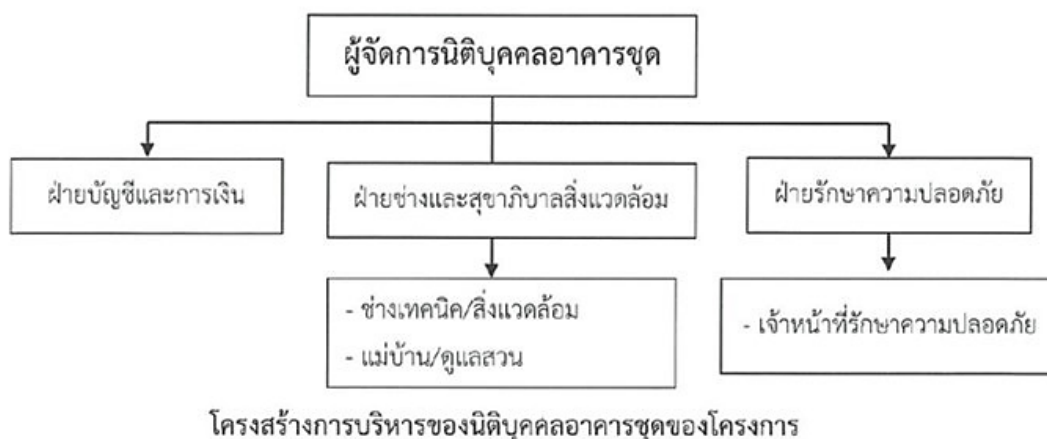 ผู้จัดการนิติบุคคลอาคารชุด
ฝ่ายบัญชีและการเงิน
ฝ่ายช่างและสุขาภิบาลสิ่งแวดล้อม
ฝ่ายรักษาความปลอดภัย
- ช่างเทคนิค/สิ่งแวดล้อม
- แม่บ้าน/ดูแลสวน
- เจ้าหน้าที่รักษาความปลอดภัย
โครงสร้างการบริหารของนิติบุคคลอาคารชุดของโครงการ